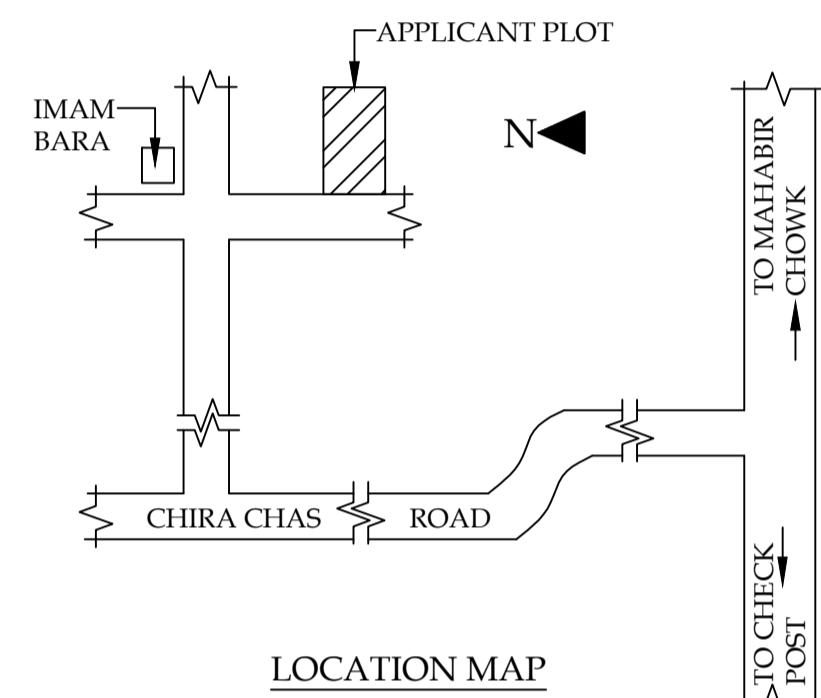 APPLICANT PLOT
IMAM
BARA
N
TO MAHABIR
CHOWK
CHIRA CHAS ROAD
TO CHECK
POST
LOCATION MAP